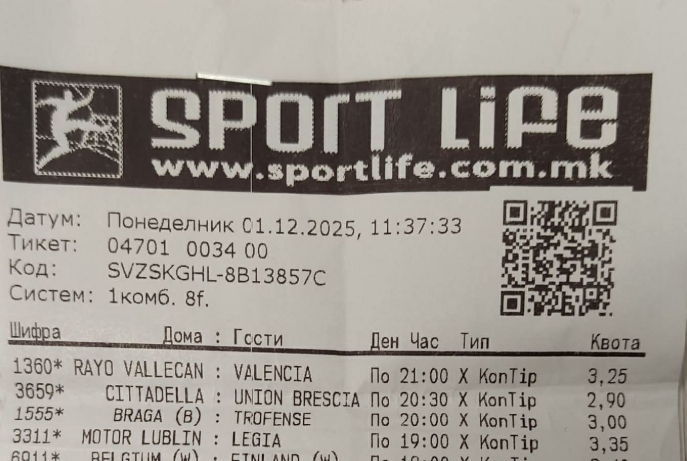 SPORT LIFE
www.sportlife.com.mk
Датум: Понеделник 01.12.2025, 11:37:33
Тикет: 04701 0034 00
Код: SVZSKGHL-8B13857C
Систем: 1комб. 8f.
Шифра Дома : Гости Ден Час Тип Квота
1360* RAYO VALLECAN : VALENCIA По 21:00 X KonTip 3,25
3659* CITTADELLA : UNION BRESCIA По 20:30 X KonTip 2,90
1555* BRAGA (B) : TROFENSE По 20:00 X KonTip 3,00
3311* MOTOR LUBLIN : LEGIA По 19:00 X KonTip 3,35
6911* BELGIUM (W) : FINLAND (W)